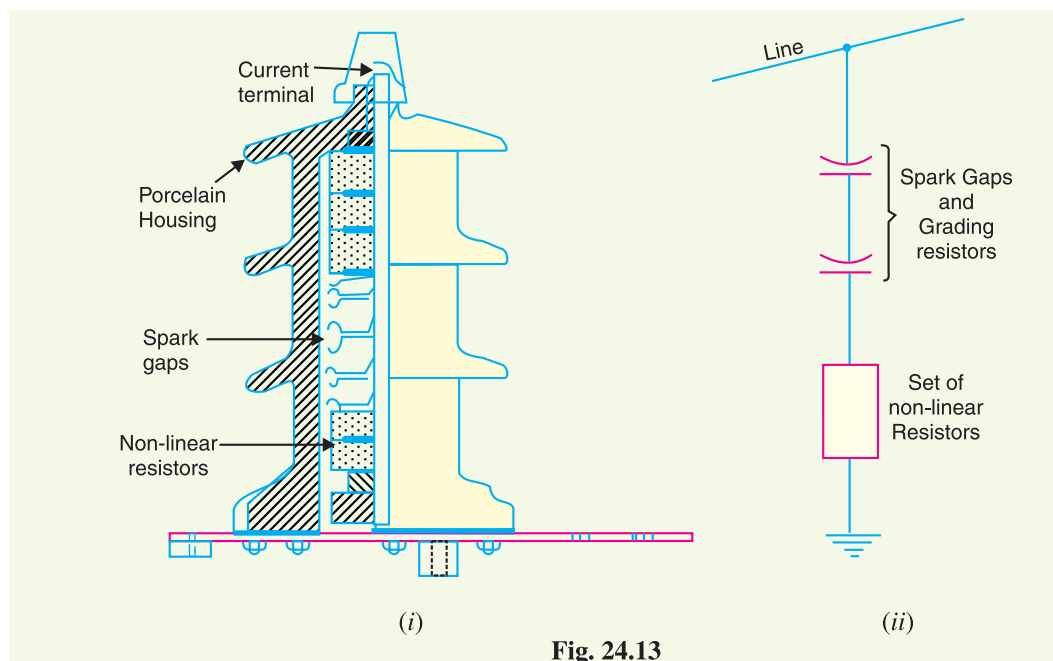 Current
terminal
Porcelain
Housing
Spark
gaps
Non-linear
resistors
Line
Spark Gaps
and
Grading
resistors
Set of
non-linear
Resistors
(i)
(ii)
Fig. 24.13